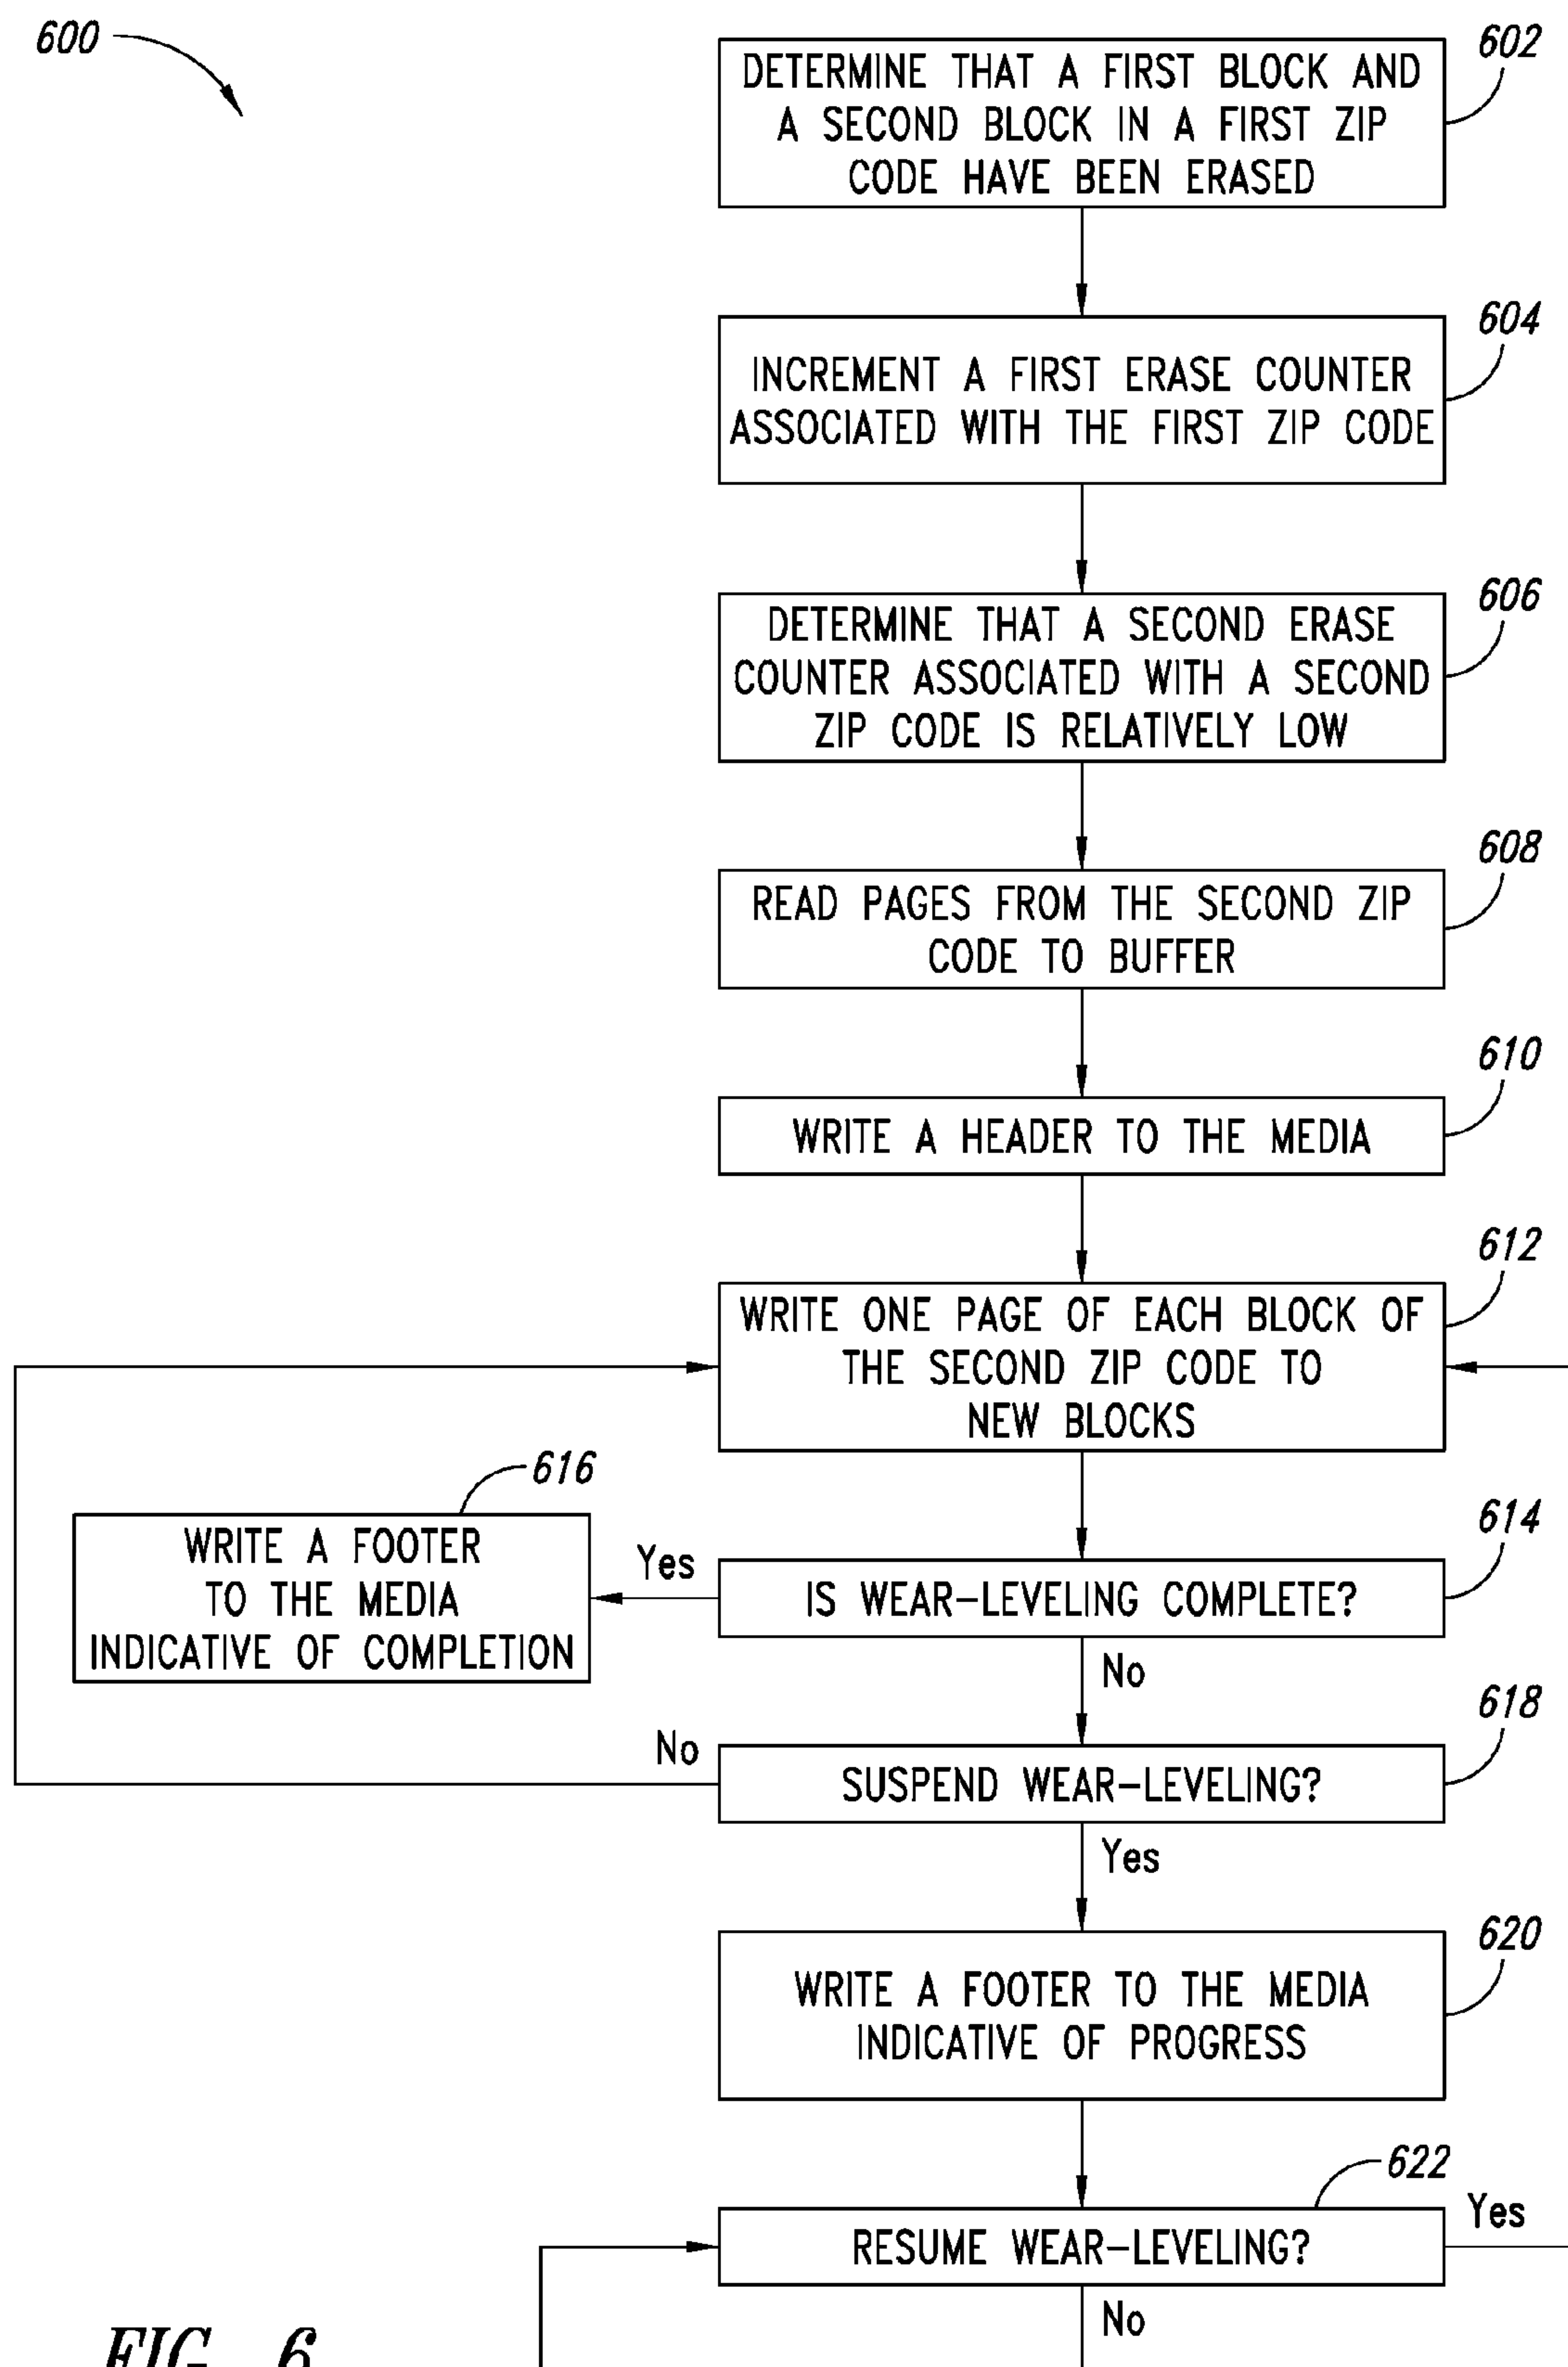 600
602
DETERMINE THAT A FIRST BLOCK AND
A SECOND BLOCK IN A FIRST ZIP
CODE HAVE BEEN ERASED
604
INCREMENT A FIRST ERASE COUNTER
ASSOCIATED WITH THE FIRST ZIP CODE
606
DETERMINE THAT A SECOND ERASE
COUNTER ASSOCIATED WITH A SECOND
ZIP CODE IS RELATIVELY LOW
608
READ PAGES FROM THE SECOND ZIP
CODE TO BUFFER
610
WRITE A HEADER TO THE MEDIA
612
WRITE ONE PAGE OF EACH BLOCK OF
THE SECOND ZIP CODE TO
NEW BLOCKS
616
WRITE A FOOTER
TO THE MEDIA
INDICATIVE OF COMPLETION
Yes
614
IS WEAR-LEVELING COMPLETE?
No
618
No
SUSPEND WEAR-LEVELING?
Yes
620
WRITE A FOOTER TO THE MEDIA
INDICATIVE OF PROGRESS
622
RESUME WEAR-LEVELING?
Yes
No
FIG. 6